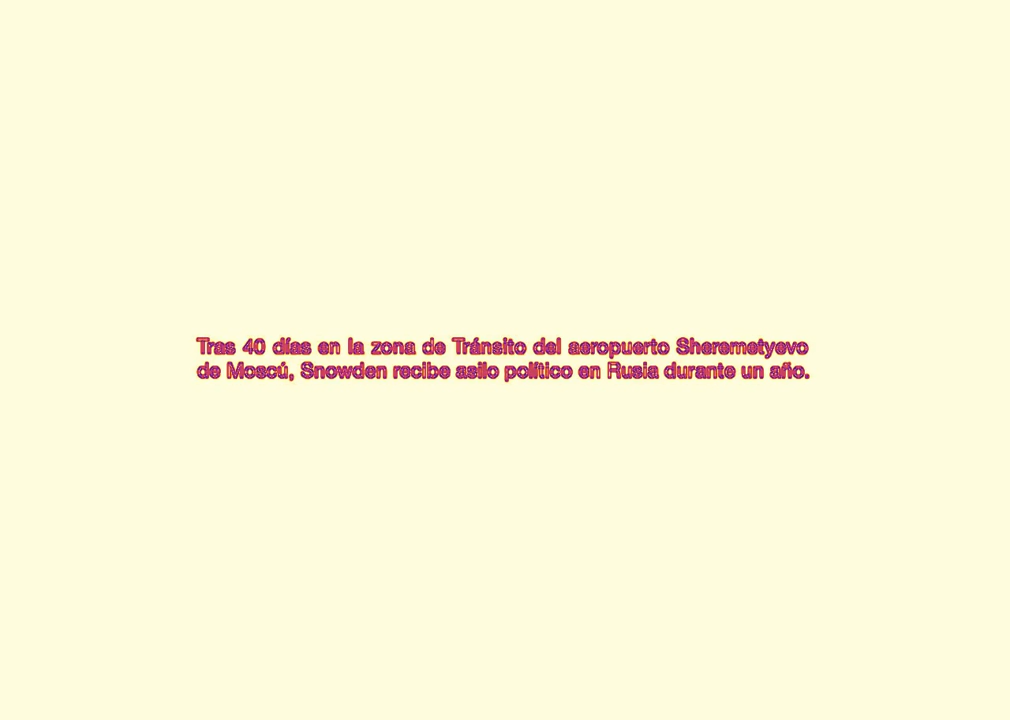 Tras 40 días en la zona de Tránsito del aeropuerto Sheremetyevo
de Moscú, Snowden recibe asilo político en Rusia durante un año.